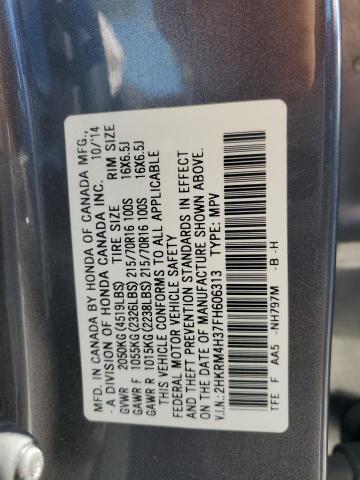 MFD. IN CANADA BY HONDA OF CANADA MFG.,
A DIVISION OF HONDA CANADA INC. 10/14
TIRE SIZE RIM SIZE
GVWR 2050KG (4519LBS)
GAWR F 1055KG (2326LBS) 215/70R16 100S 16X6.5J
GAWR R 1015KG (2238LBS) 215/70R16 100S 16X6.5J
THIS VEHICLE CONFORMS TO ALL APPLICABLE
FEDERAL MOTOR VEHICLE SAFETY
AND THEFT PREVENTION STANDARDS IN EFFECT
ON THE DATE OF MANUFACTURE SHOWN ABOVE.
V.I.N.: 2HKRM4H37FH606313 TYPE: MPV
TFE F AA5 -NH797M -B -H